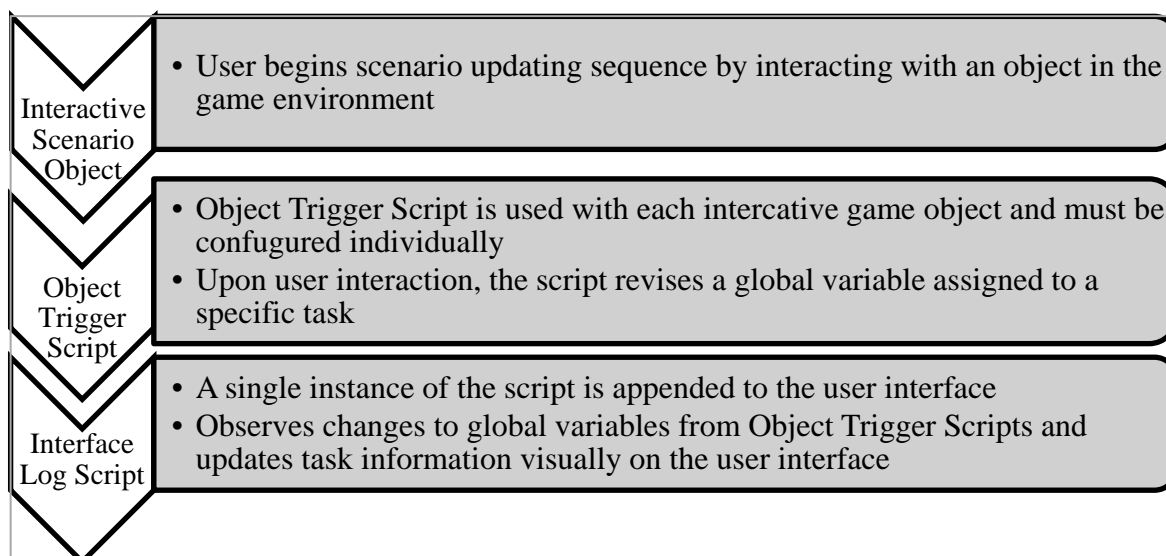 Interactive
Scenario
Object
• User begins scenario updating sequence by interacting with an object in the
game environment
Object
Trigger
Script
• Object Trigger Script is used with each intercative game object and must be
confugured individually
• Upon user interaction, the script revises a global variable assigned to a
specific task
Interface
Log Script
• A single instance of the script is appended to the user interface
• Observes changes to global variables from Object Trigger Scripts and
updates task information visually on the user interface